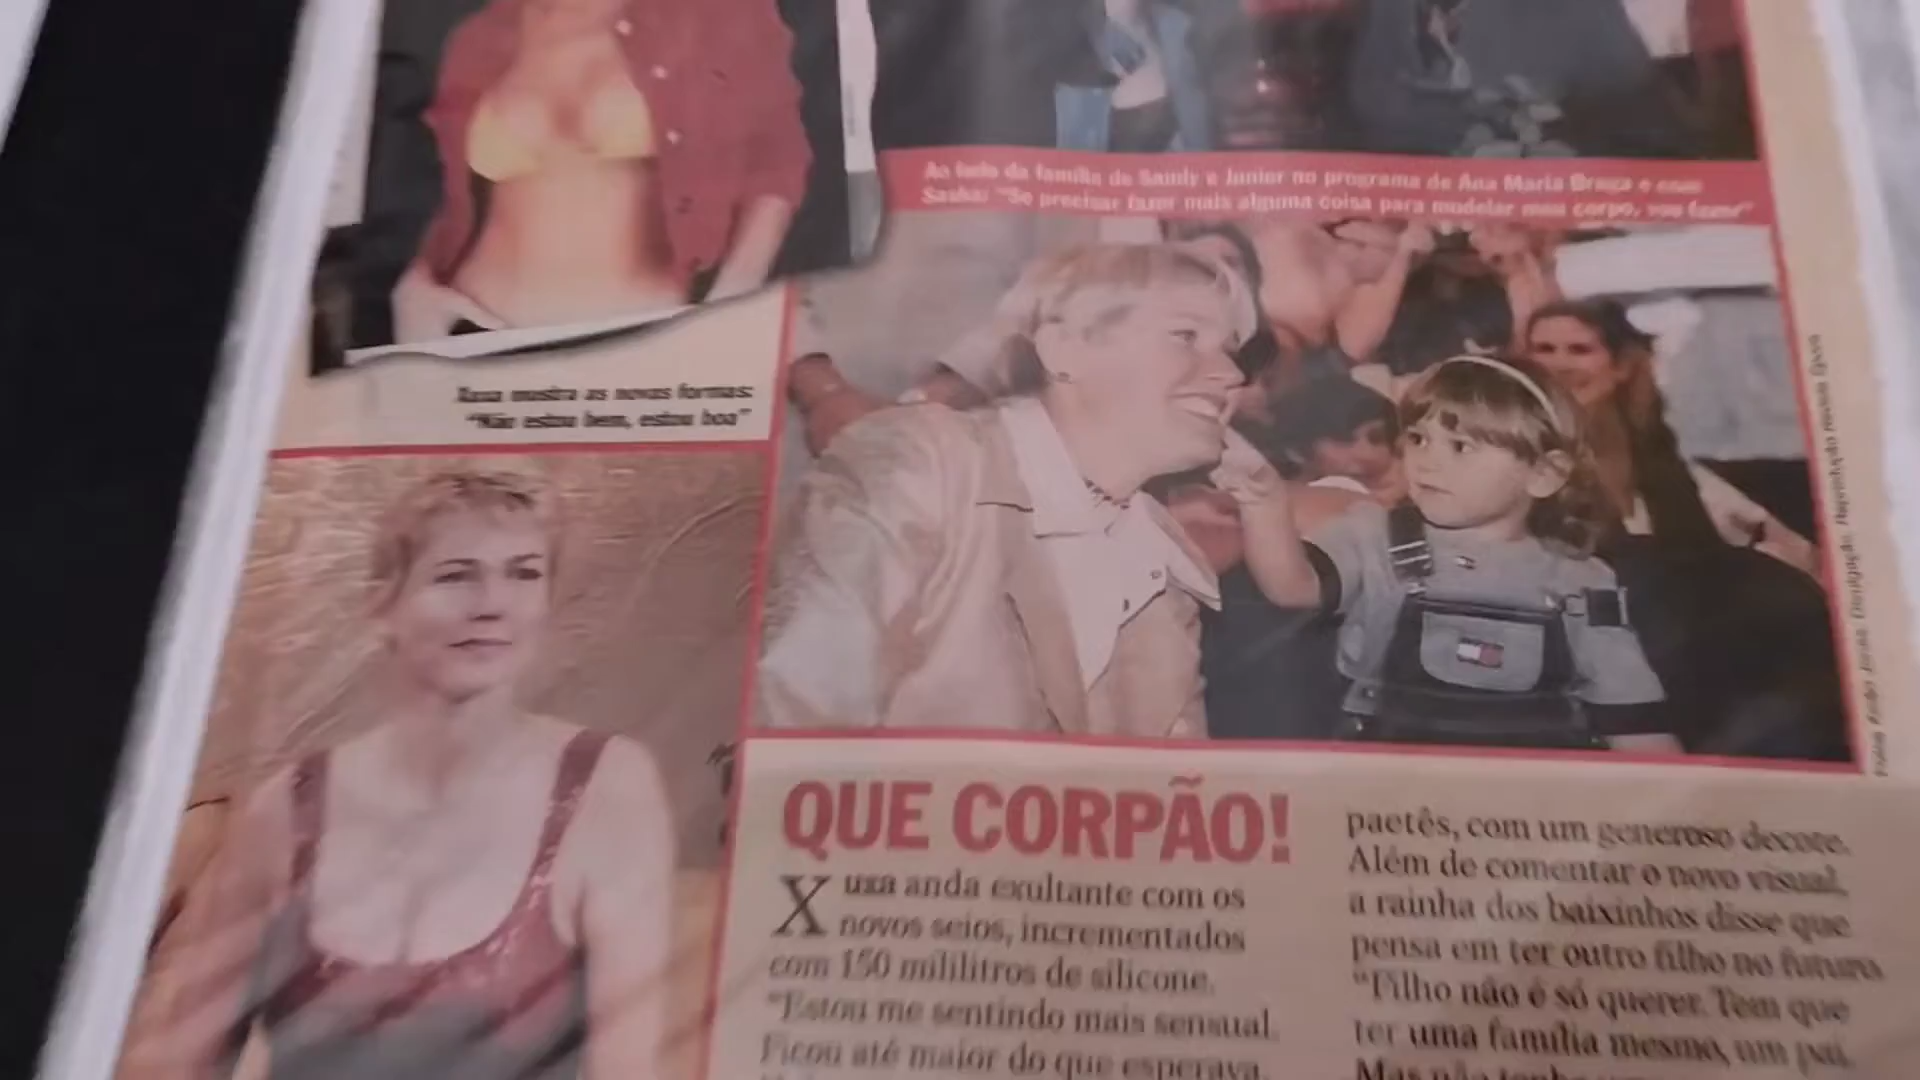 Ao lado da família de Sandy e Junior no programa de Ana Maria Braga e com
Sasha: "Se precisar fazer mais alguma coisa para modelar meu corpo, vou fazer"
Xuxa mostra as novas formas:
"Não estou bem, estou boa"
QUE CORPÃO!
Xuxa anda exultante com os
novos seios, incrementados
com 150 mililitros de silicone.
"Estou me sentindo mais sensual.
Ficou até maior do que esperava.
paetês, com um generoso decote.
Além de comentar o novo visual,
a rainha dos baixinhos disse que
pensa em ter outro filho no futuro.
"Filho não é só querer. Tem que
ter uma família mesmo, um pai.
Mas não